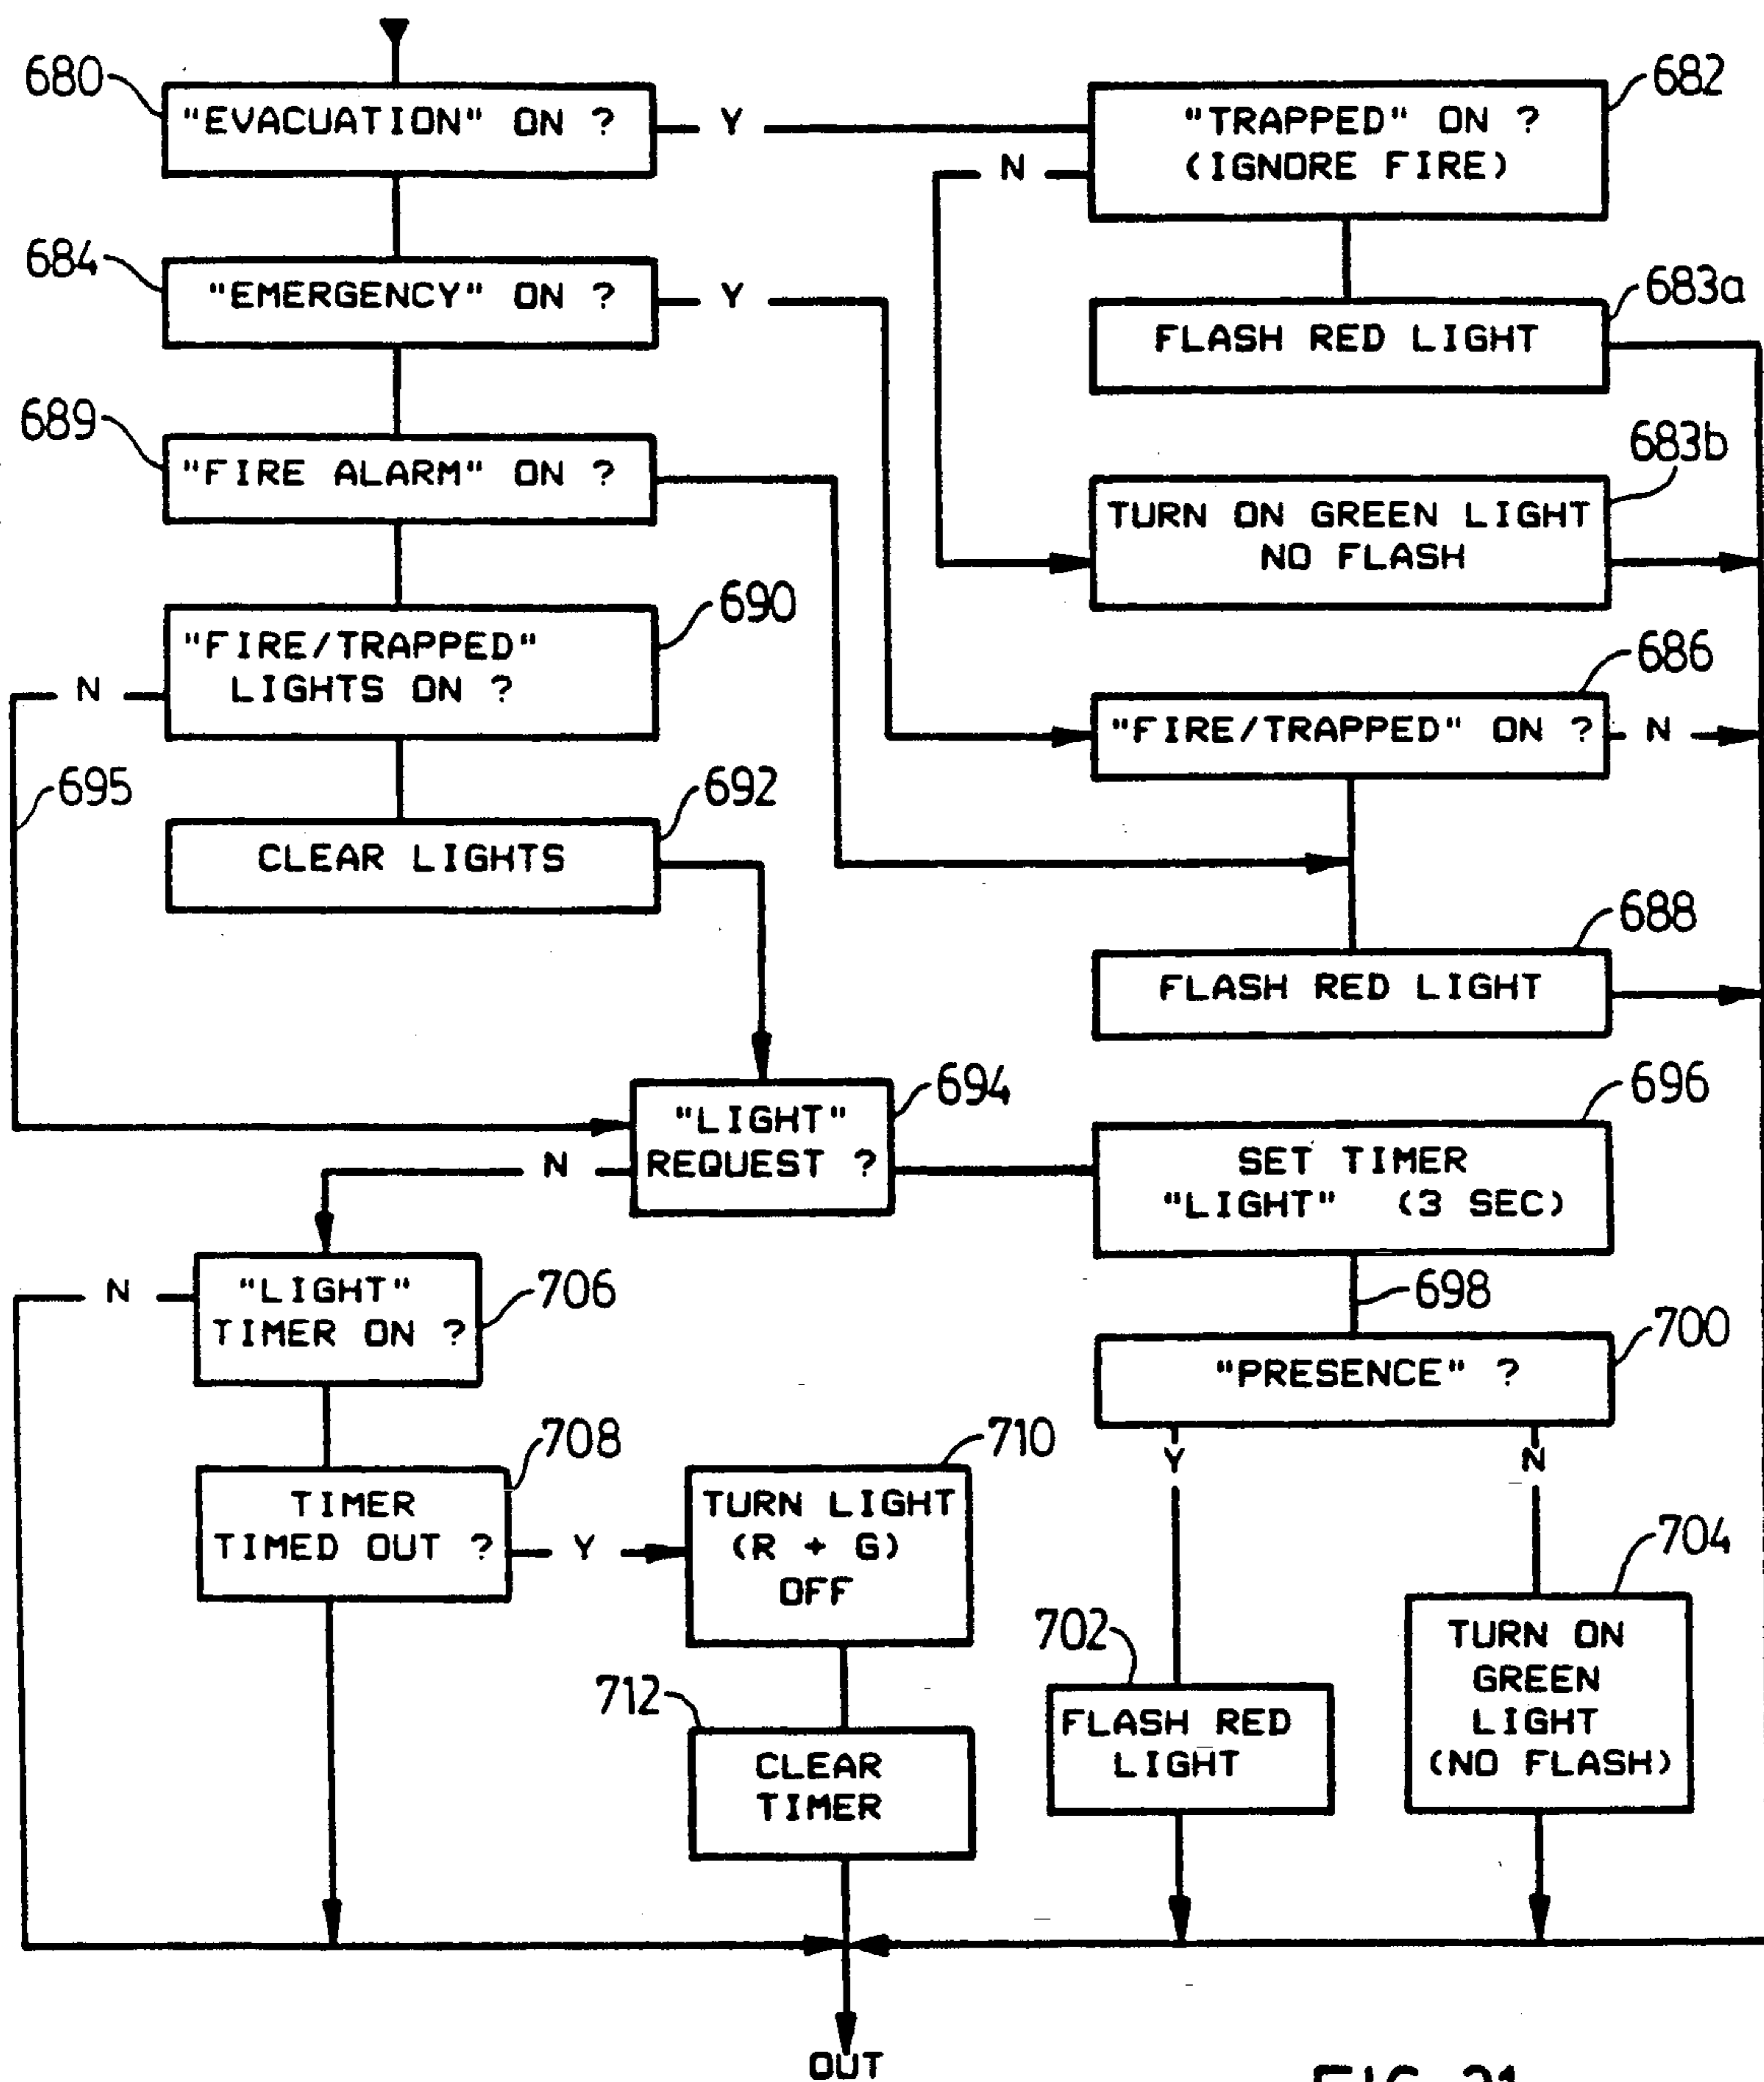 680
"EVACUATION" ON ?
Y
682
"TRAPPED" ON ?
(IGNORE FIRE)
N
684
"EMERGENCY" ON ?
Y
683a
FLASH RED LIGHT
689
"FIRE ALARM" ON ?
683b
TURN ON GREEN LIGHT
NO FLASH
690
"FIRE/TRAPPED"
LIGHTS ON ?
N
686
"FIRE/TRAPPED" ON ?
N
695
692
CLEAR LIGHTS
688
FLASH RED LIGHT
694
"LIGHT"
REQUEST ?
N
696
SET TIMER
"LIGHT" (3 SEC)
698
706
"LIGHT"
TIMER ON ?
N
700
"PRESENCE" ?
Y
N
708
TIMER
TIMED OUT ?
Y
710
TURN LIGHT
(R + G)
OFF
702
FLASH RED
LIGHT
704
TURN ON
GREEN
LIGHT
(NO FLASH)
712
CLEAR
TIMER
OUT
FIG. 21